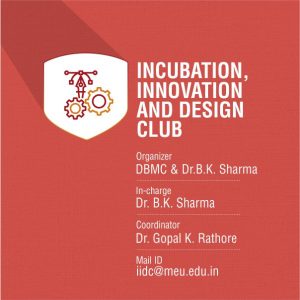 INCUBATION,
INNOVATION
AND DESIGN
CLUB
Organizer
DBMC & Dr.B.K. Sharma
In-charge
Dr. B.K. Sharma
Coordinator
Dr. Gopal K. Rathore
Mail ID
iidc@meu.edu.in